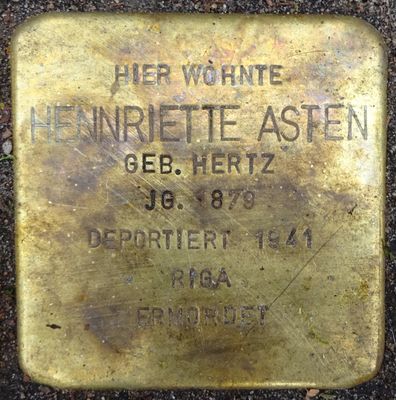 HIER WOHNTE
HENNRIETTE ASTEN
GEB. HERTZ
JG. 1879
DEPORTIERT 1941
RIGA
ERMORDET